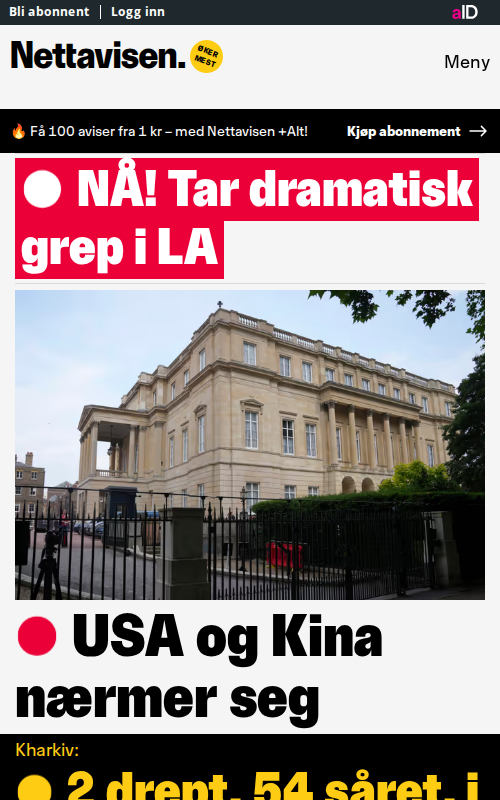 Bli abonnent
Logg inn
aID
Nettavisen.
ØKER
MEST
Meny
🔥 Få 100 aviser fra 1 kr – med Nettavisen +Alt!
Kjøp abonnement →
NÅ! Tar dramatisk
grep i LA
USA og Kina
nærmer seg
Kharkiv:
2 drept, 54 såret, i